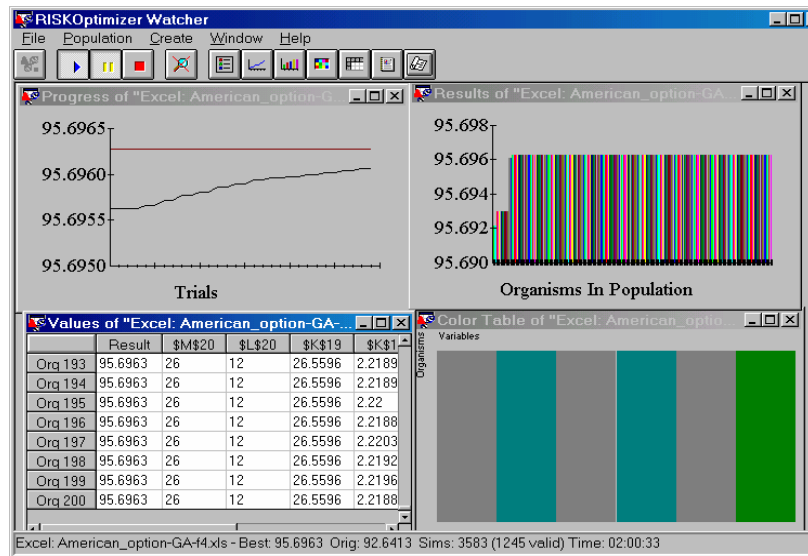 RISKOptimizer Watcher
File Population Create Window Help
Progress of "Excel: American_option-G...
95.6965
95.6960
95.6955
95.6950
Trials
Results of "Excel: American_option-GA...
95.698
95.696
95.694
95.692
95.690
Organisms In Population
Values of "Excel: American_option-GA-...
Result $M$20 $L$20 $K$19 $K$1
Org 193 95.6963 26 12 26.5596 2.2189
Org 194 95.6963 26 12 26.5596 2.2189
Org 195 95.6963 26 12 26.5596 2.22
Org 196 95.6963 26 12 26.5596 2.2188
Org 197 95.6963 26 12 26.5596 2.2203
Org 198 95.6963 26 12 26.5596 2.2192
Org 199 95.6963 26 12 26.5596 2.2196
Org 200 95.6963 26 12 26.5596 2.2188
Color Table of "Excel: American_optio...
Variables
Organisms
Excel: American_option-GA-f4.xls - Best: 95.6963 Orig: 92.6413 Sims: 3583 (1245 valid) Time: 02:00:33